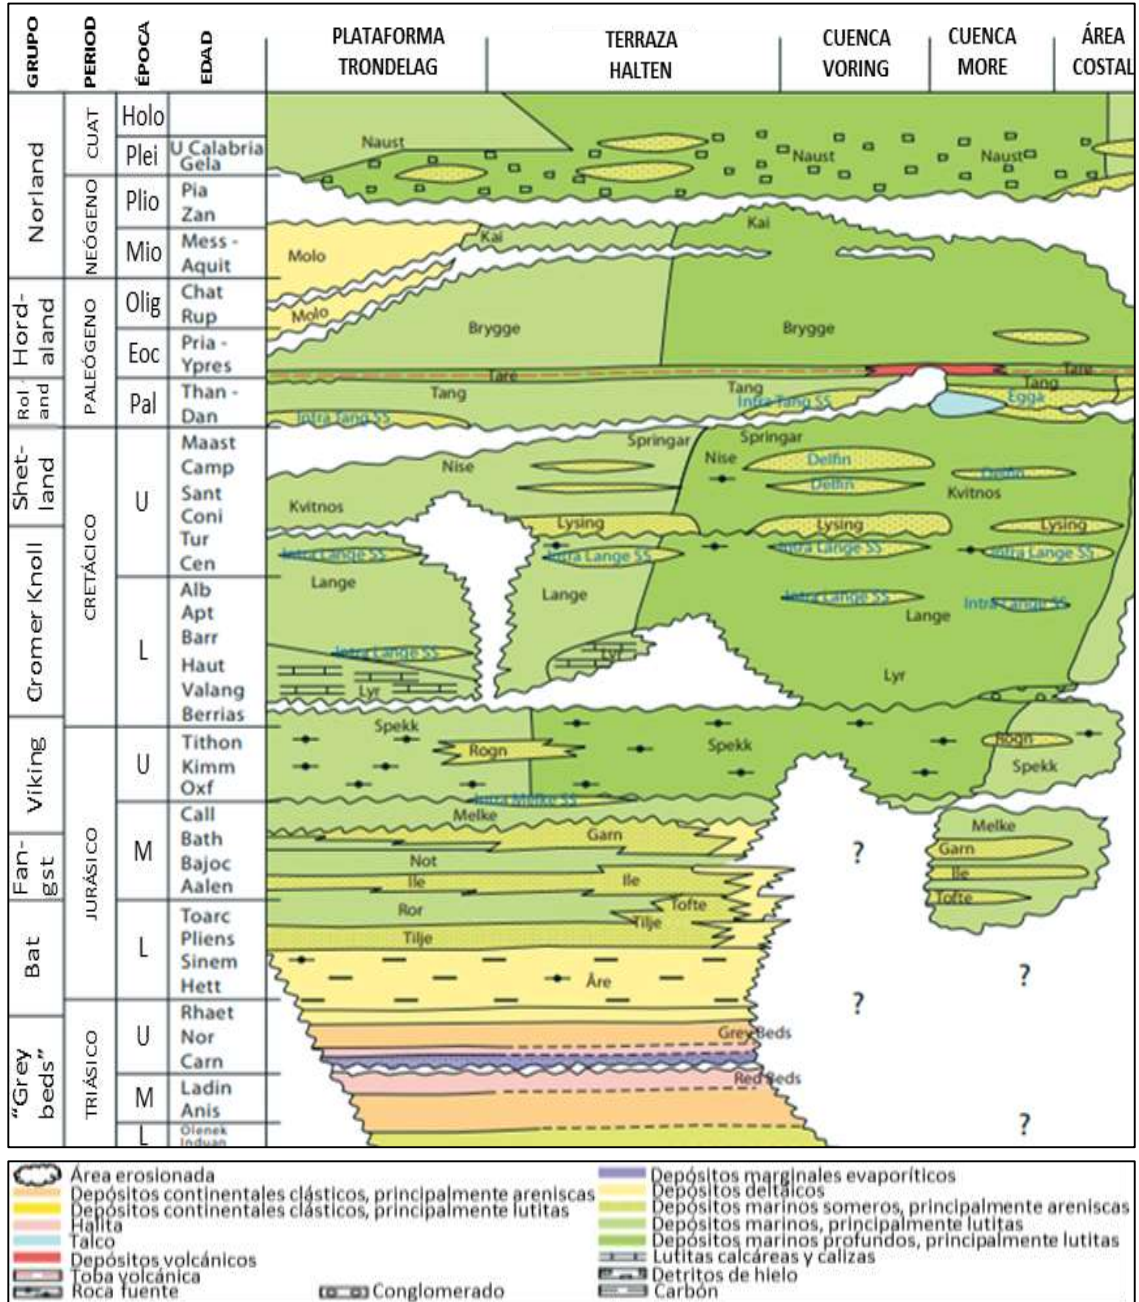 GRUPO
PERIOD
ÉPOCA
EDAD
PLATAFORMA
TRONDELAG
TERRAZA
HALTEN
CUENCA
VORING
CUENCA
MORE
ÁREA
COSTAL
Norland
Hord-
aland
Rol
and
Shet-
land
Cromer Knoll
Viking
Fan-
gst
Bat
"Grey
beds"
CUAT
NEÓGENO
PALEÓGENO
CRETÁCICO
JURÁSICO
TRIÁSICO
Holo
Plei
Plio
Mio
Olig
Eoc
Pal
U
L
U
M
L
U
M
L
U Calabria
Gela
Pia
Zan
Mess -
Aquit
Chat
Rup
Pria -
Ypres
Than -
Dan
Maast
Camp
Sant
Coni
Tur
Cen
Alb
Apt
Barr
Haut
Valang
Berrias
Tithon
Kimm
Oxf
Call
Bath
Bajoc
Aalen
Toarc
Pliens
Sinem
Hett
Rhaet
Nor
Carn
Ladin
Anis
Olenek
Induan
Naust
Naust
Naust
Kai
Kai
Molo
Molo
Brygge
Brygge
Tare
Tare
Tang
Tang
Tang
Intra Tang SS
Intra Tang SS
Egga
Springar
Springar
Nise
Nise
Delfin
Delfin
Delfin
Kvitnos
Kvitnos
Lysing
Lysing
Lysing
Intra Lange SS
Intra Lange SS
Intra Lange SS
Intra Lange SS
Lange
Lange
Intra Lange SS
Intra Lange SS
Lange
Intra Lange SS
Lyr
Lyr
Lyr
Spekk
Spekk
Spekk
Rogn
Rogn
Intra Melke SS
Melke
Melke
Garn
Garn
?
Not
Ile
Ile
Ile
Ror
Tofte
Tofte
Tilje
Tilje
Åre
?
?
Grey Beds
Red Beds
?
Área erosionada
Depósitos continentales clásticos, principalmente areniscas
Depósitos continentales clásticos, principalmente lutitas
Halita
Talco
Depósitos volcánicos
Toba volcánica
Roca fuente
Conglomerado
Depósitos marginales evaporíticos
Depósitos deltáicos
Depósitos marinos someros, principalmente areniscas
Depósitos marinos, principalmente lutitas
Depósitos marinos profundos, principalmente lutitas
Lutitas calcáreas y calizas
Detritos de hielo
Carbón